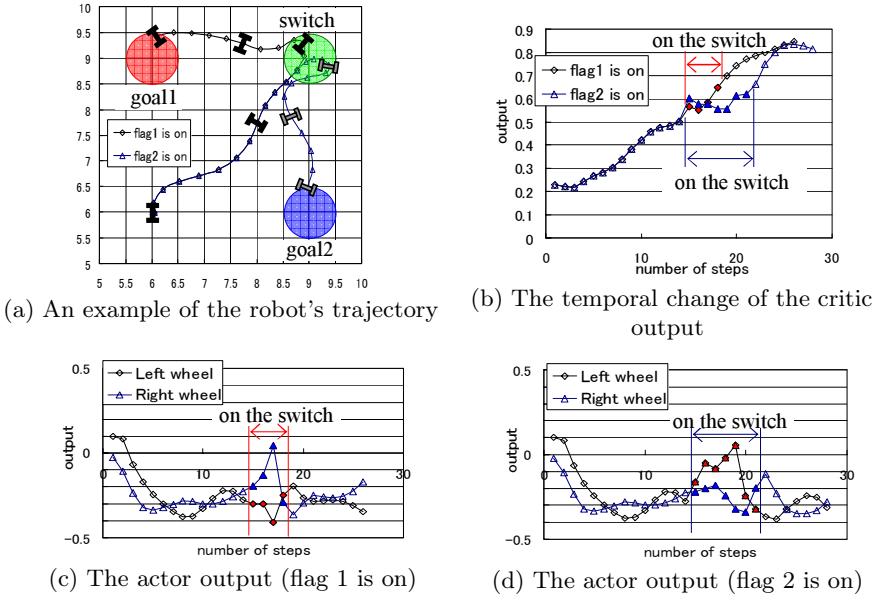 switch
10
9.5
9
8.5
8
7.5
7
6.5
6
5.5
5
goal1
flag1 is on
flag2 is on
goal2
5 5.5 6 6.5 7 7.5 8 8.5 9 9.5 10
(a) An example of the robot's trajectory
0.9
0.8
0.7
0.6
0.5
0.4
0.3
0.2
0.1
0
output
on the switch
flag1 is on
flag2 is on
on the switch
0 10 20 30
number of steps
(b) The temporal change of the critic
output
0.5
0
−0.5
output
Left wheel
Right wheel
on the switch
0 10 20 30
number of steps
(c) The actor output (flag 1 is on)
0.5
0
−0.5
output
Left wheel
Right wheel
on the switch
0 10 20 30
number of steps
(d) The actor output (flag 2 is on)